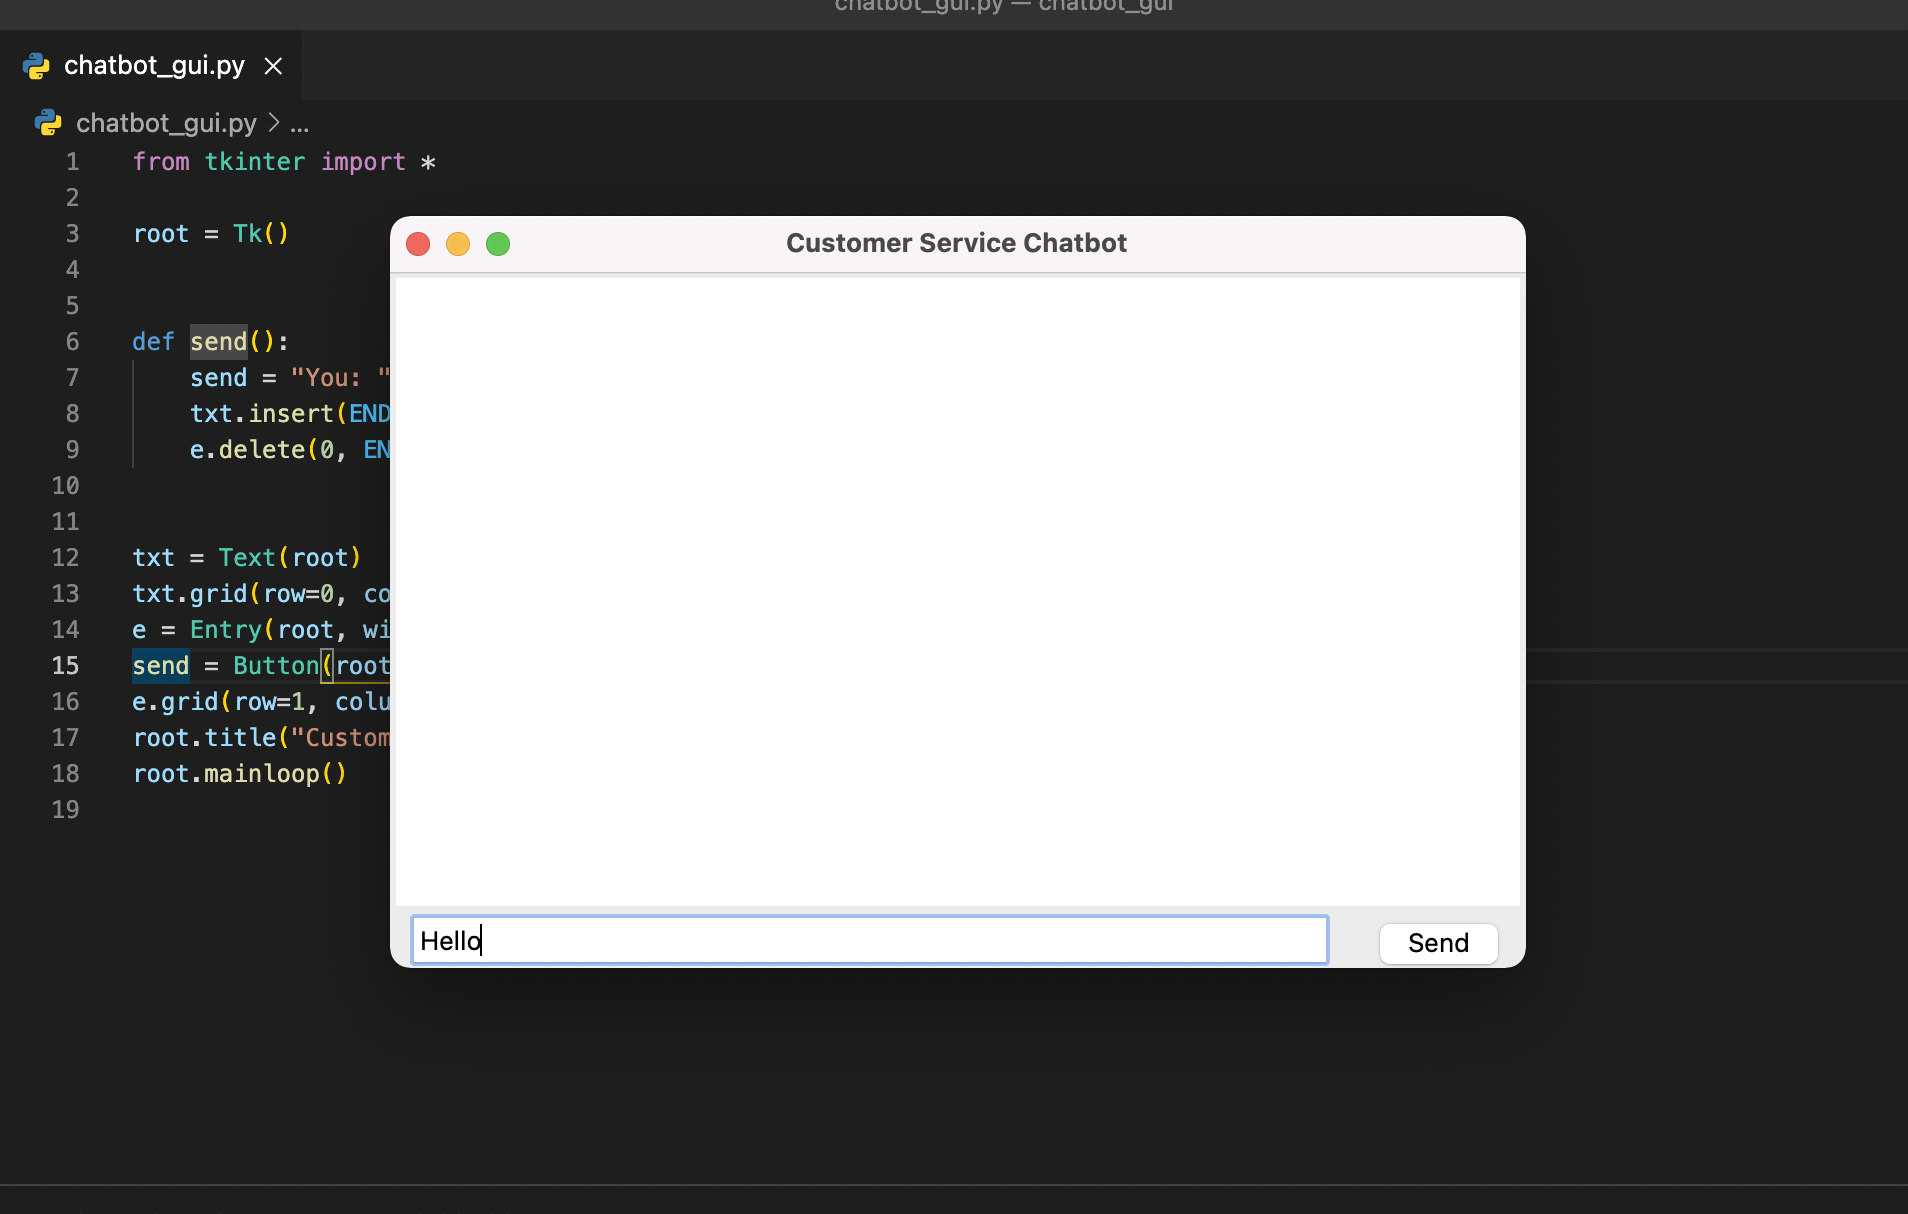 chatbot_gui.py — chatbot_gui
chatbot_gui.py
chatbot_gui.py > ...
1 from tkinter import *
2
3 root = Tk()
4
5
6 def send():
7 send = "You: "
8 txt.insert(END
9 e.delete(0, EN
10
11
12 txt = Text(root)
13 txt.grid(row=0, co
14 e = Entry(root, wi
15 send = Button(root
16 e.grid(row=1, colu
17 root.title("Custom
18 root.mainloop()
19
Customer Service Chatbot
Hello
Send